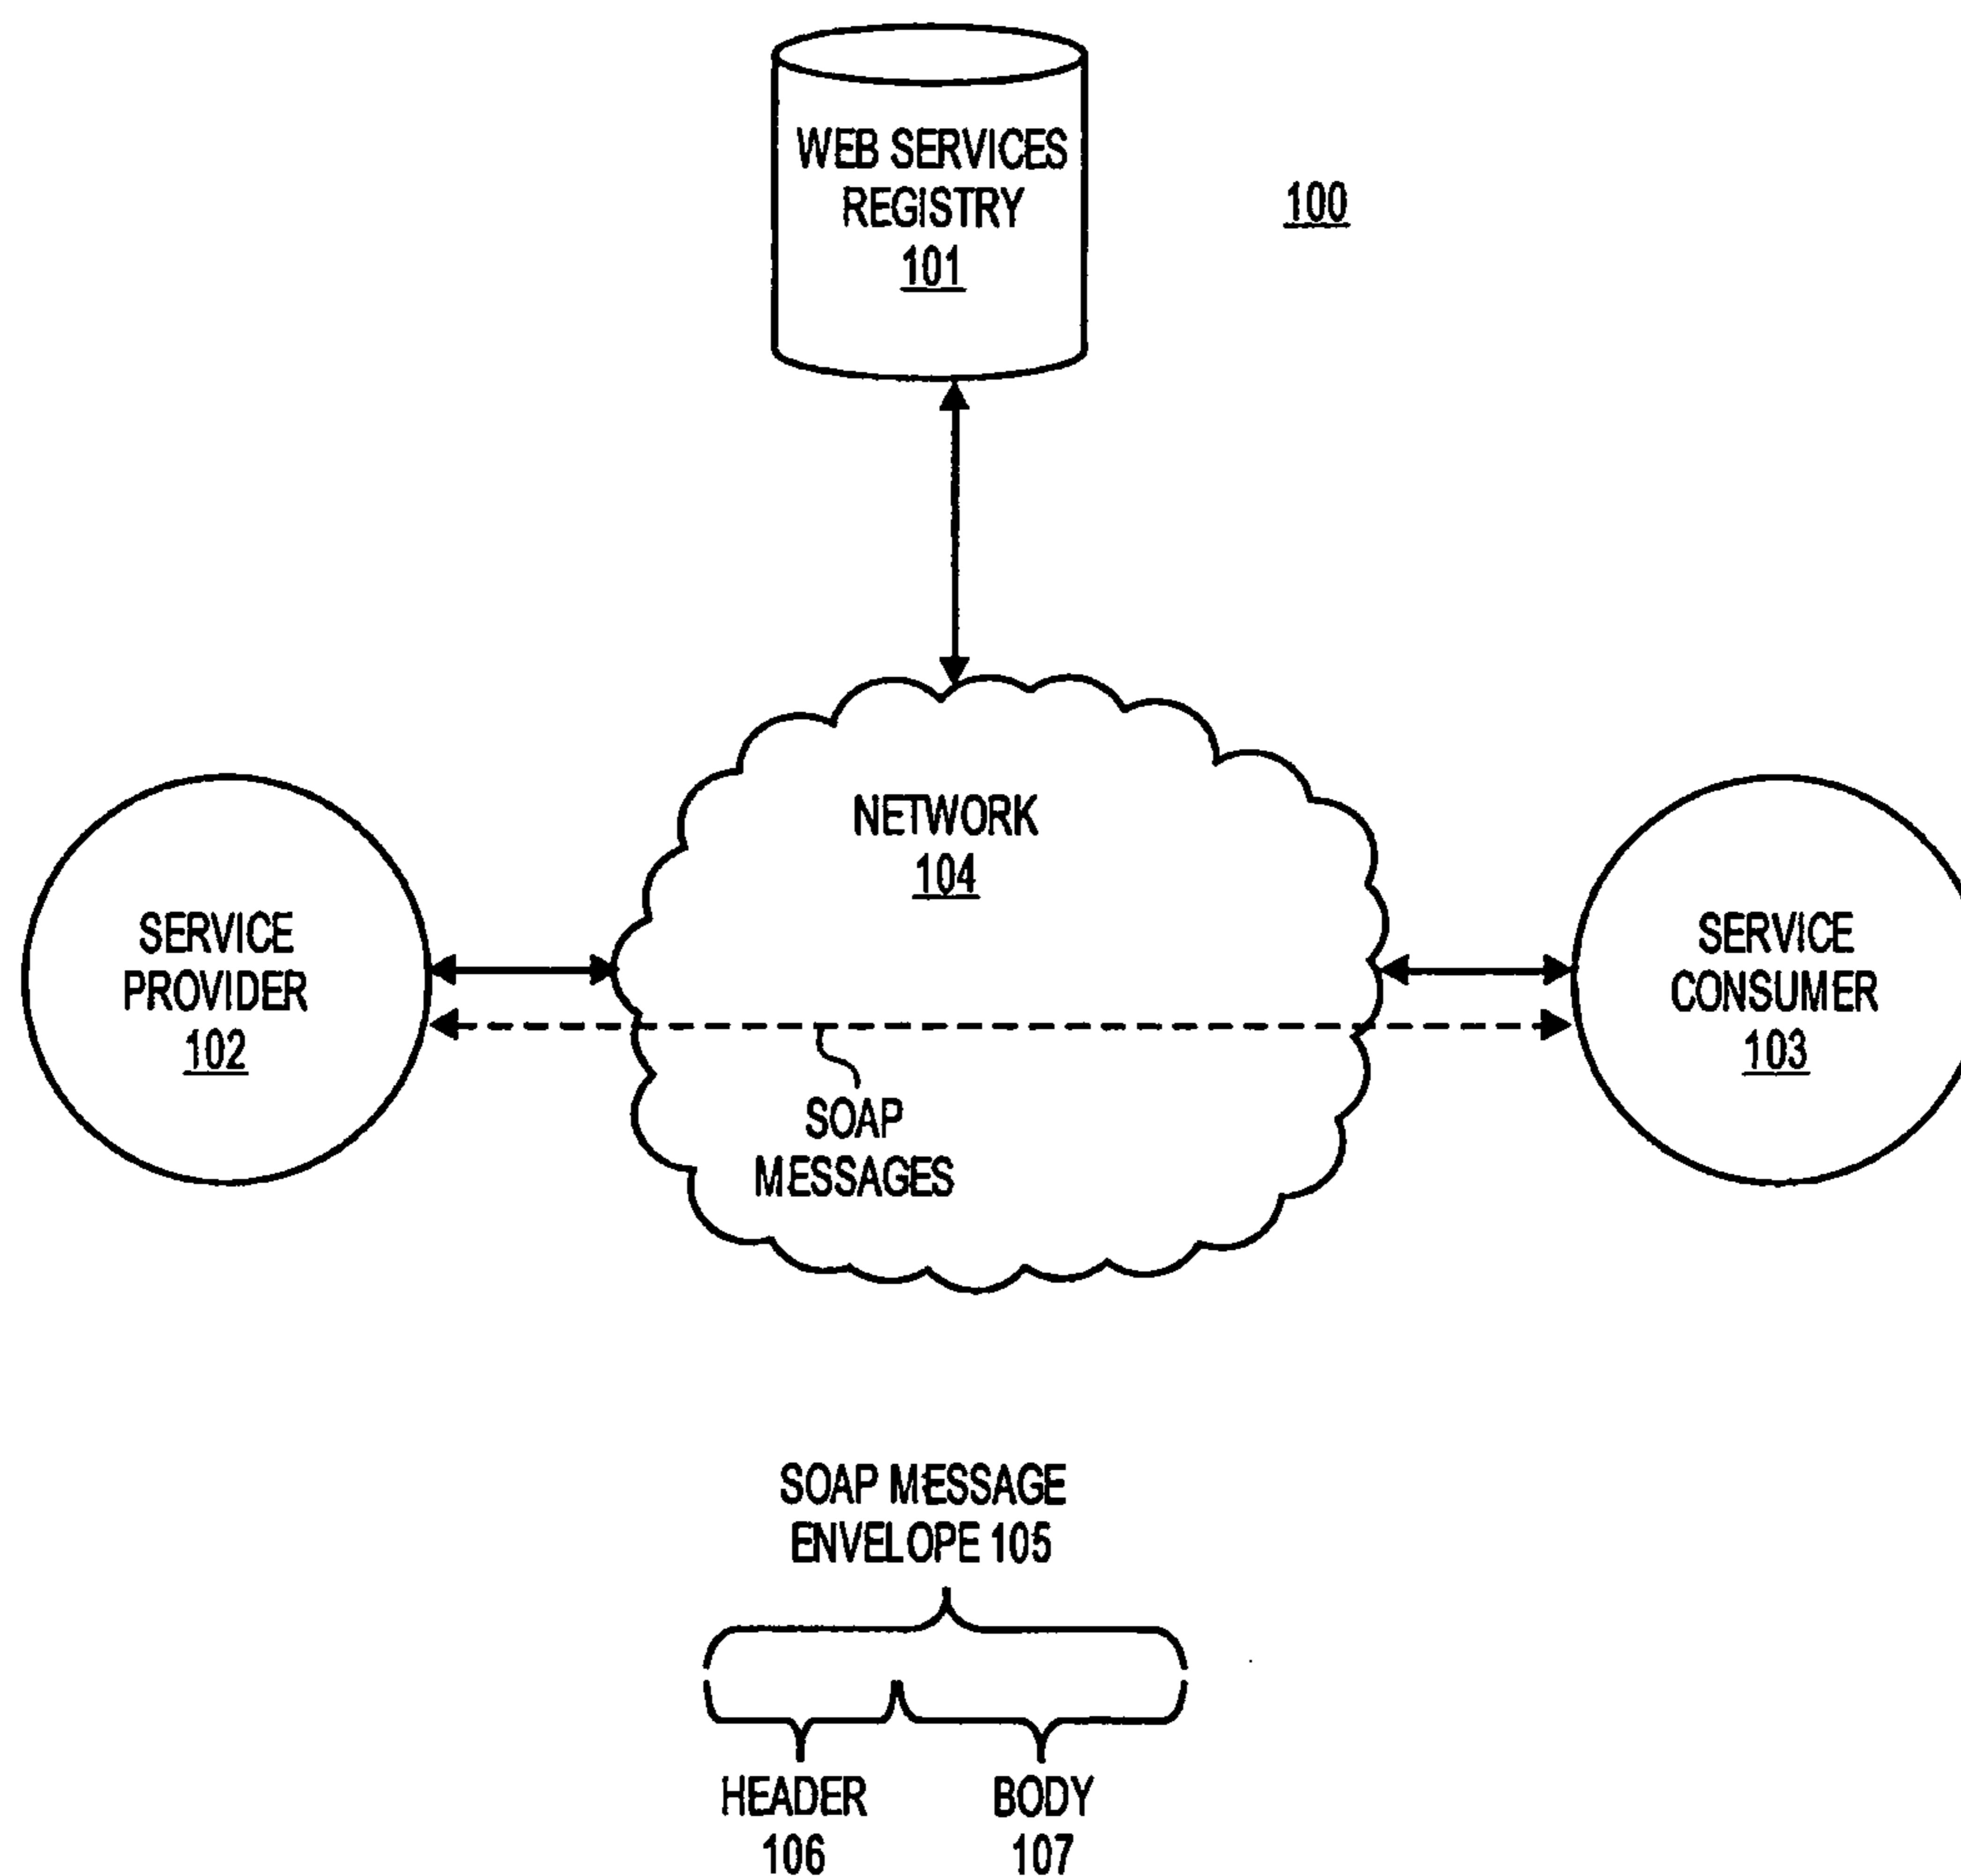 WEB SERVICES
REGISTRY
101
100
NETWORK
104
SERVICE
PROVIDER
102
SERVICE
CONSUMER
103
SOAP
MESSAGES
SOAP MESSAGE
ENVELOPE 105
HEADER
106
BODY
107